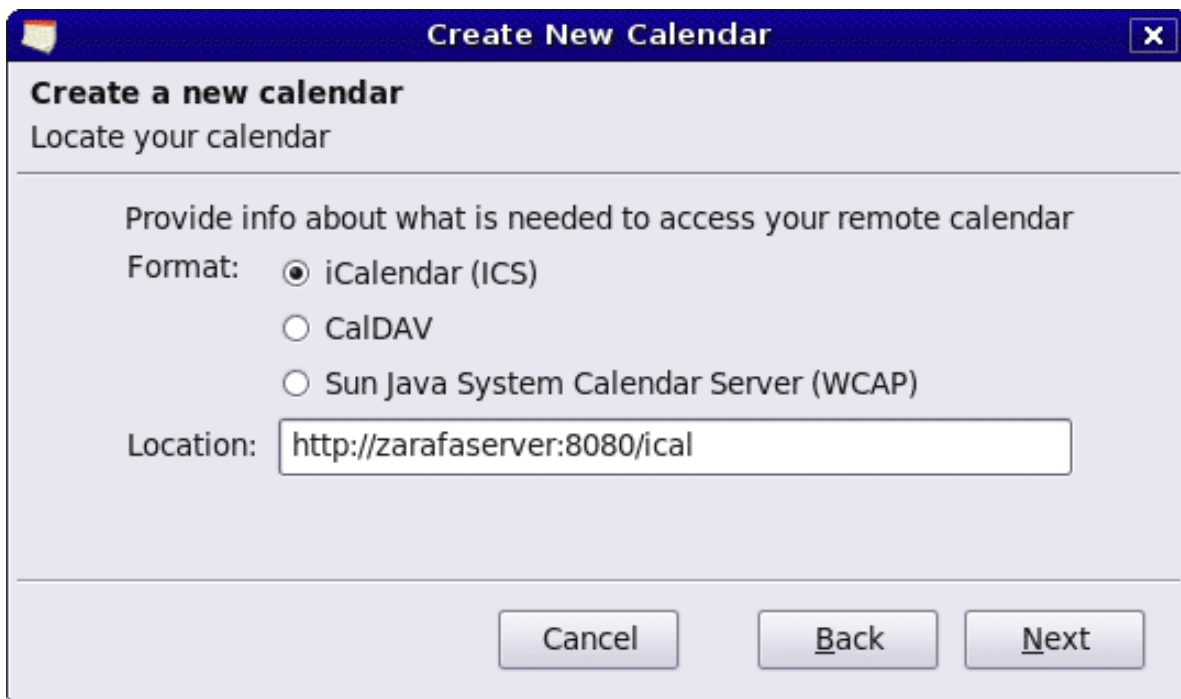 Create New Calendar
Create a new calendar
Locate your calendar
Provide info about what is needed to access your remote calendar
Format:
iCalendar (ICS)
CalDAV
Sun Java System Calendar Server (WCAP)
Location: http://zarafaserver:8080/ical
Cancel Back Next